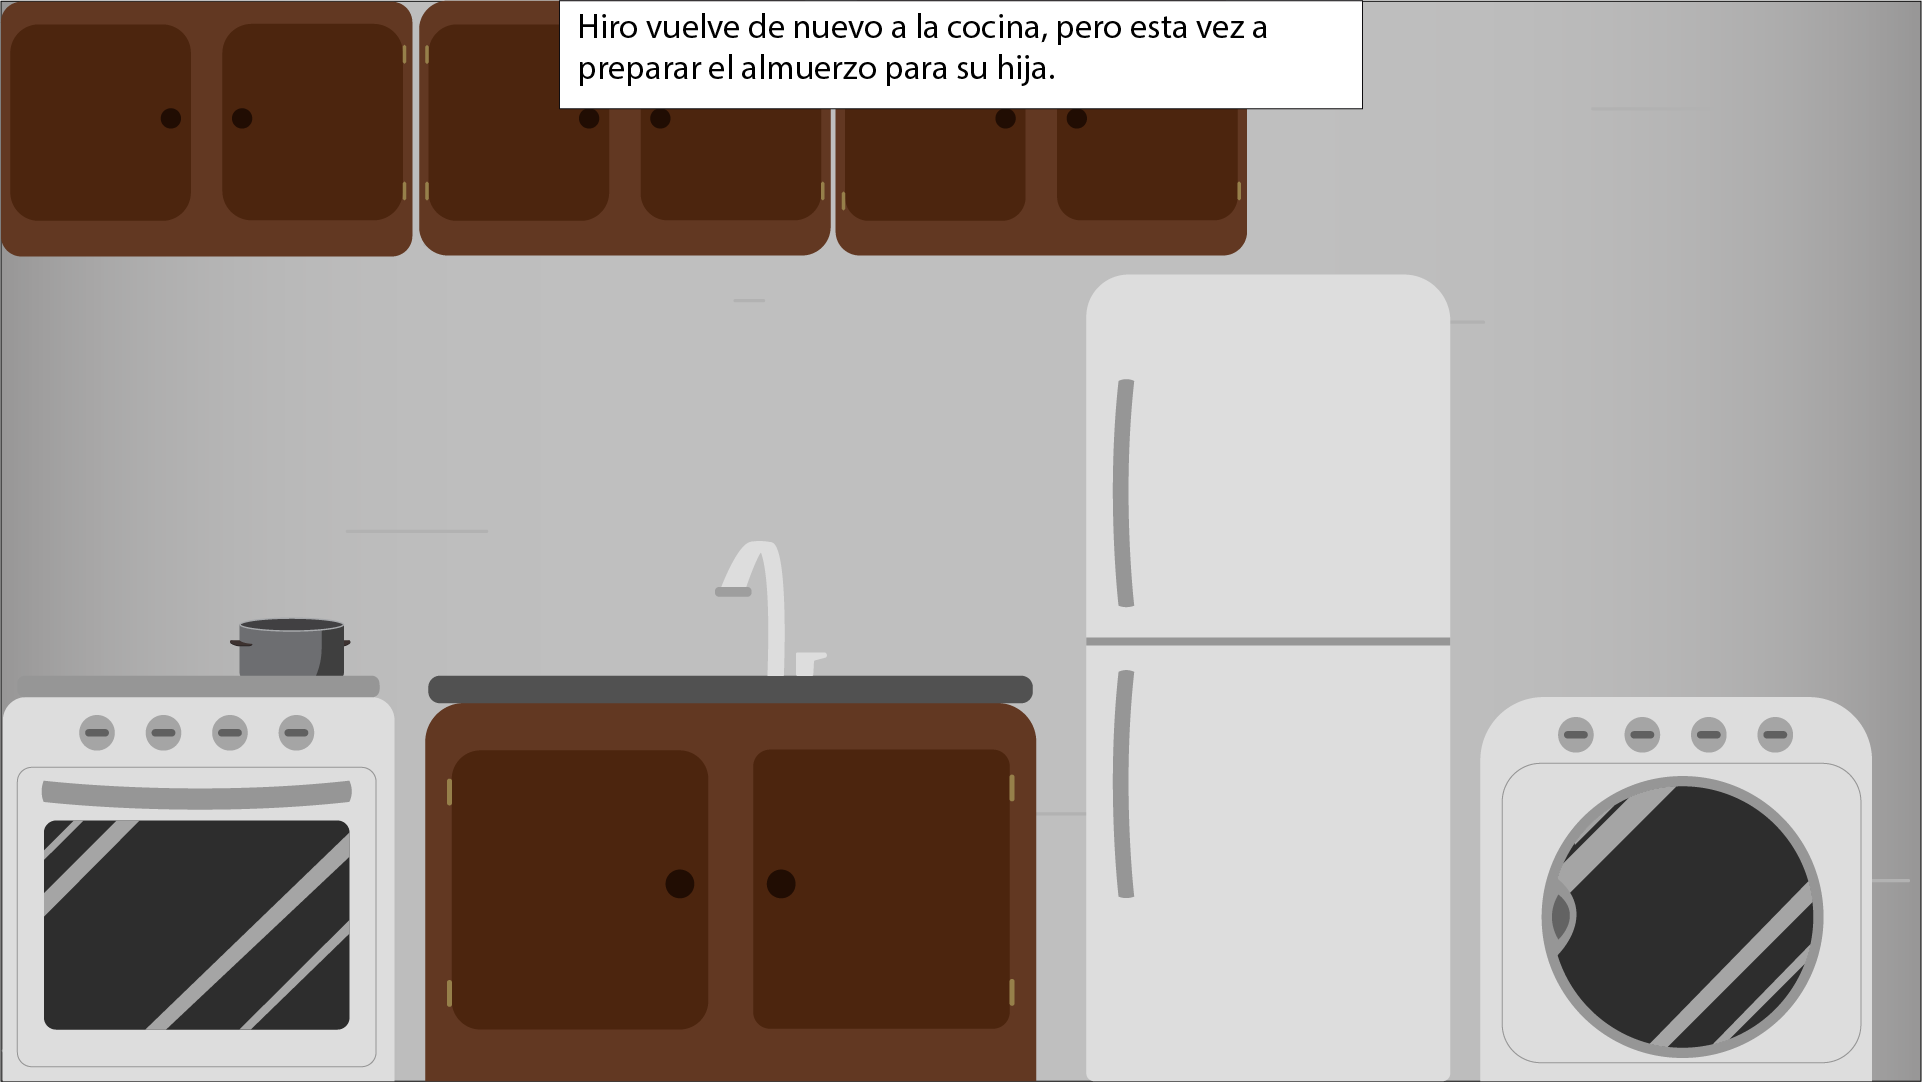 Hiro vuelve de nuevo a la cocina, pero esta vez a
preparar el almuerzo para su hija.